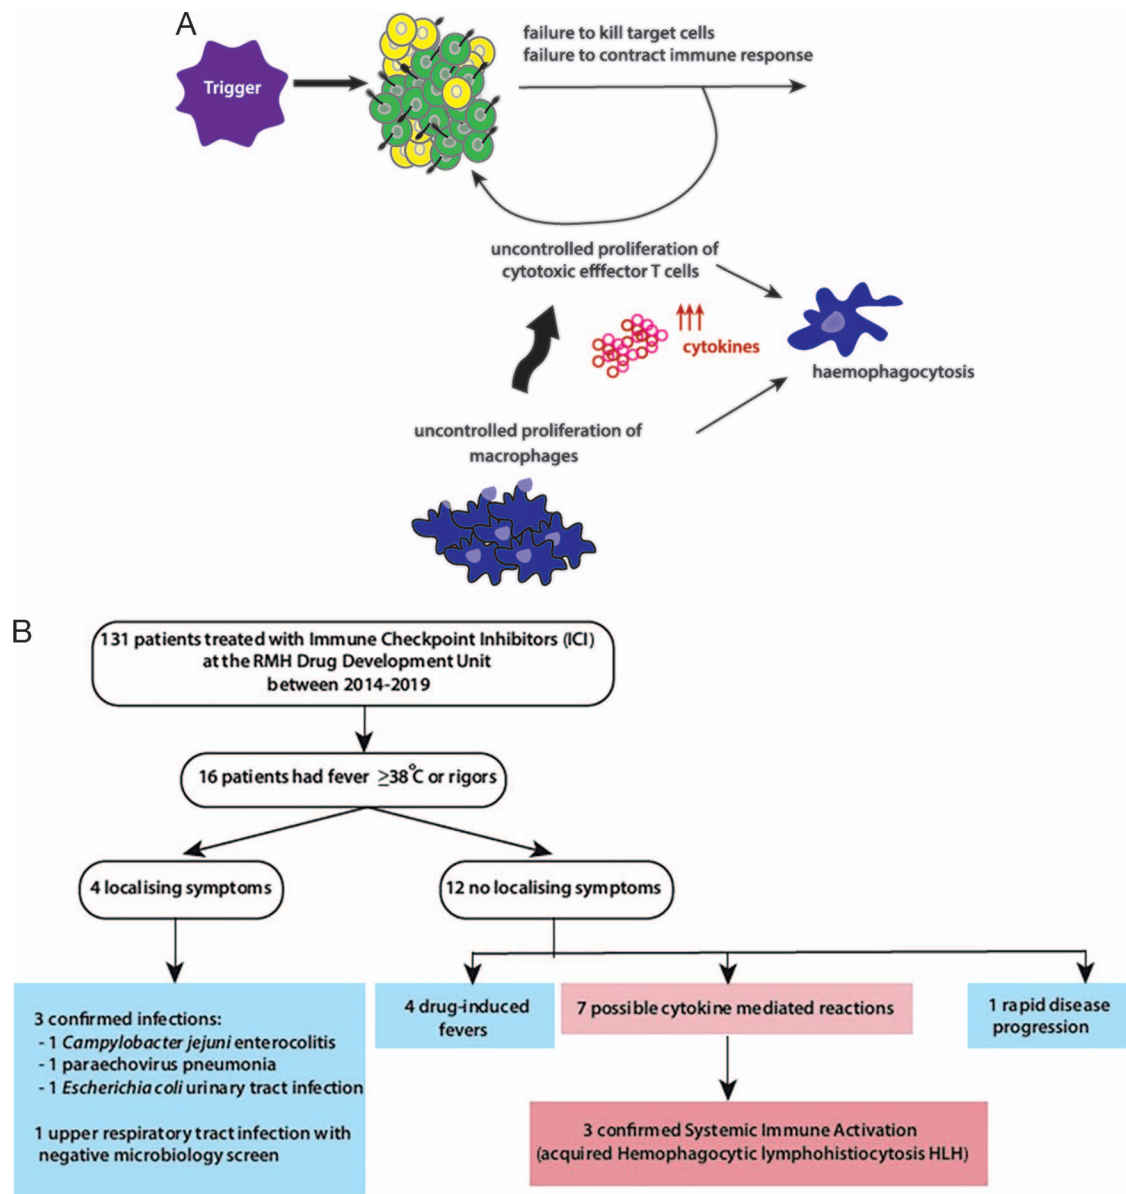 A
Trigger
failure to kill target cells
failure to contract immune response
uncontrolled proliferation of
cytotoxic efffector T cells
cytokines
haemophagocytosis
uncontrolled proliferation of
macrophages
B
131 patients treated with Immune Checkpoint Inhibitors (ICI)
at the RMH Drug Development Unit
between 2014-2019
16 patients had fever ≥38°C or rigors
4 localising symptoms
12 no localising symptoms
3 confirmed infections:
- 1 Campylobacter jejuni enterocolitis
- 1 paraechovirus pneumonia
- 1 Escherichia coli urinary tract infection
1 upper respiratory tract infection with
negative microbiology screen
4 drug-induced
fevers
7 possible cytokine mediated reactions
1 rapid disease
progression
3 confirmed Systemic Immune Activation
(acquired Hemophagocytic lymphohistiocytosis HLH)